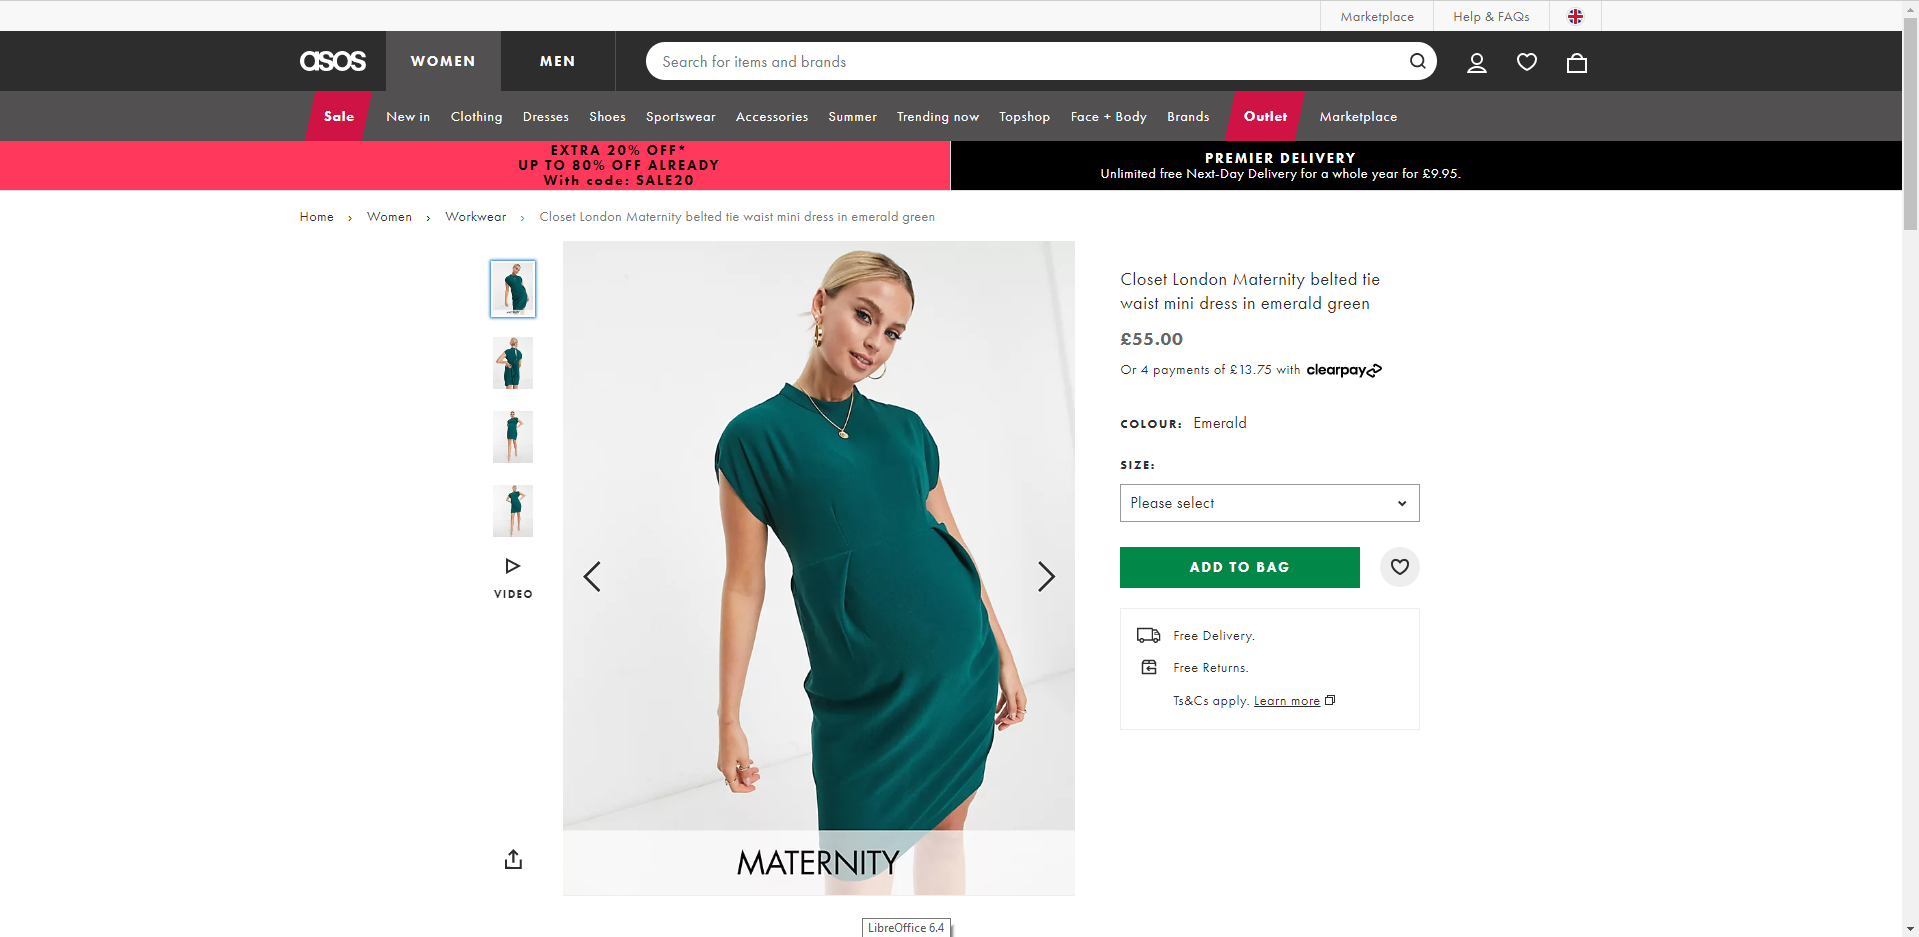 Marketplace
Help & FAQs
asos
WOMEN
MEN
Search for items and brands
Sale
New in
Clothing
Dresses
Shoes
Sportswear
Accessories
Summer
Trending now
Topshop
Face + Body
Brands
Outlet
Marketplace
EXTRA 20% OFF*
UP TO 80% OFF ALREADY
With code: SALE20
PREMIER DELIVERY
Unlimited free Next-Day Delivery for a whole year for £9.95.
Home › Women › Workwear › Closet London Maternity belted tie waist mini dress in emerald green
VIDEO
MATERNITY
Closet London Maternity belted tie
waist mini dress in emerald green
£55.00
Or 4 payments of £13.75 with clearpay
COLOUR: Emerald
SIZE:
Please select
ADD TO BAG
Free Delivery.
Free Returns.
Ts&Cs apply. Learn more
LibreOffice 6.4